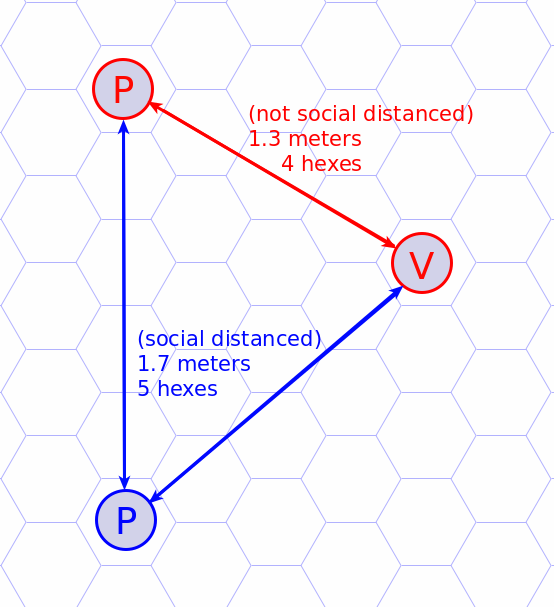 P
(not social distanced)
1.3 meters
4 hexes
V
(social distanced)
1.7 meters
5 hexes
P